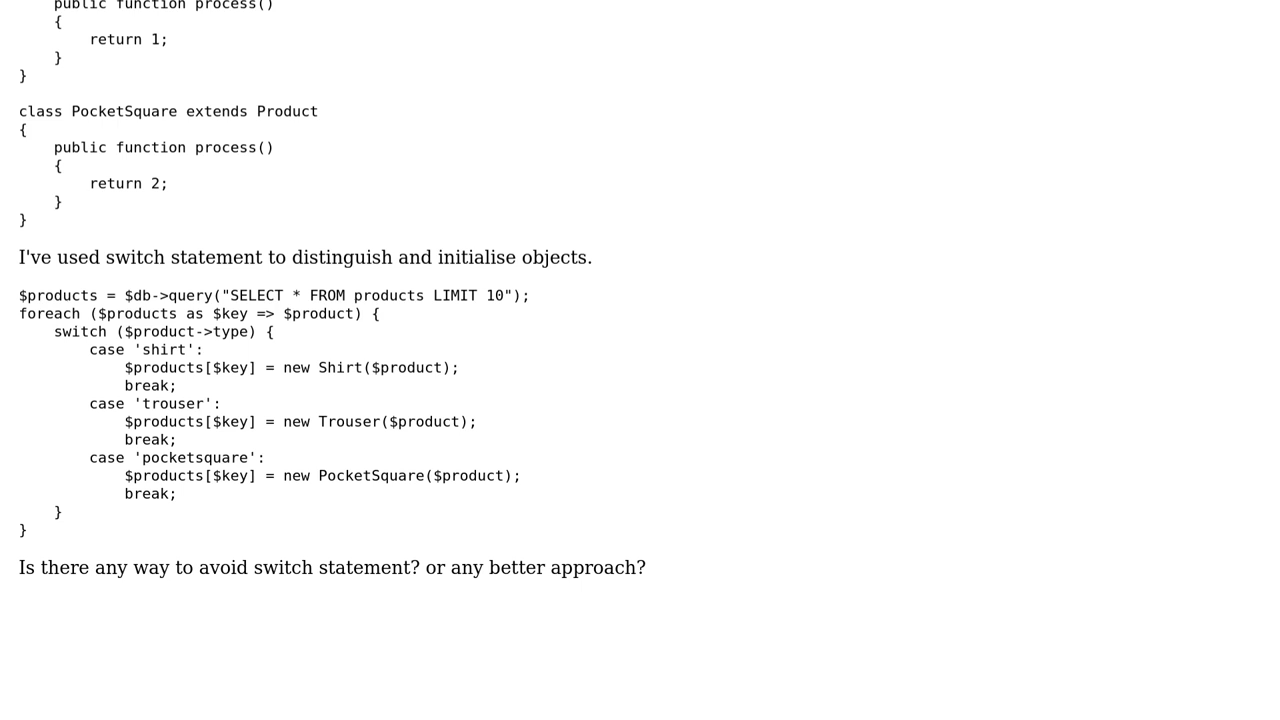 public function process()
    {
        return 1;
    }
}

class PocketSquare extends Product
{
    public function process()
    {
        return 2;
    }
}
I've used switch statement to distinguish and initialise objects.
$products = $db->query("SELECT * FROM products LIMIT 10");
foreach ($products as $key => $product) {
    switch ($product->type) {
        case 'shirt':
            $products[$key] = new Shirt($product);
            break;
        case 'trouser':
            $products[$key] = new Trouser($product);
            break;
        case 'pocketsquare':
            $products[$key] = new PocketSquare($product);
            break;
    }
}
Is there any way to avoid switch statement? or any better approach?